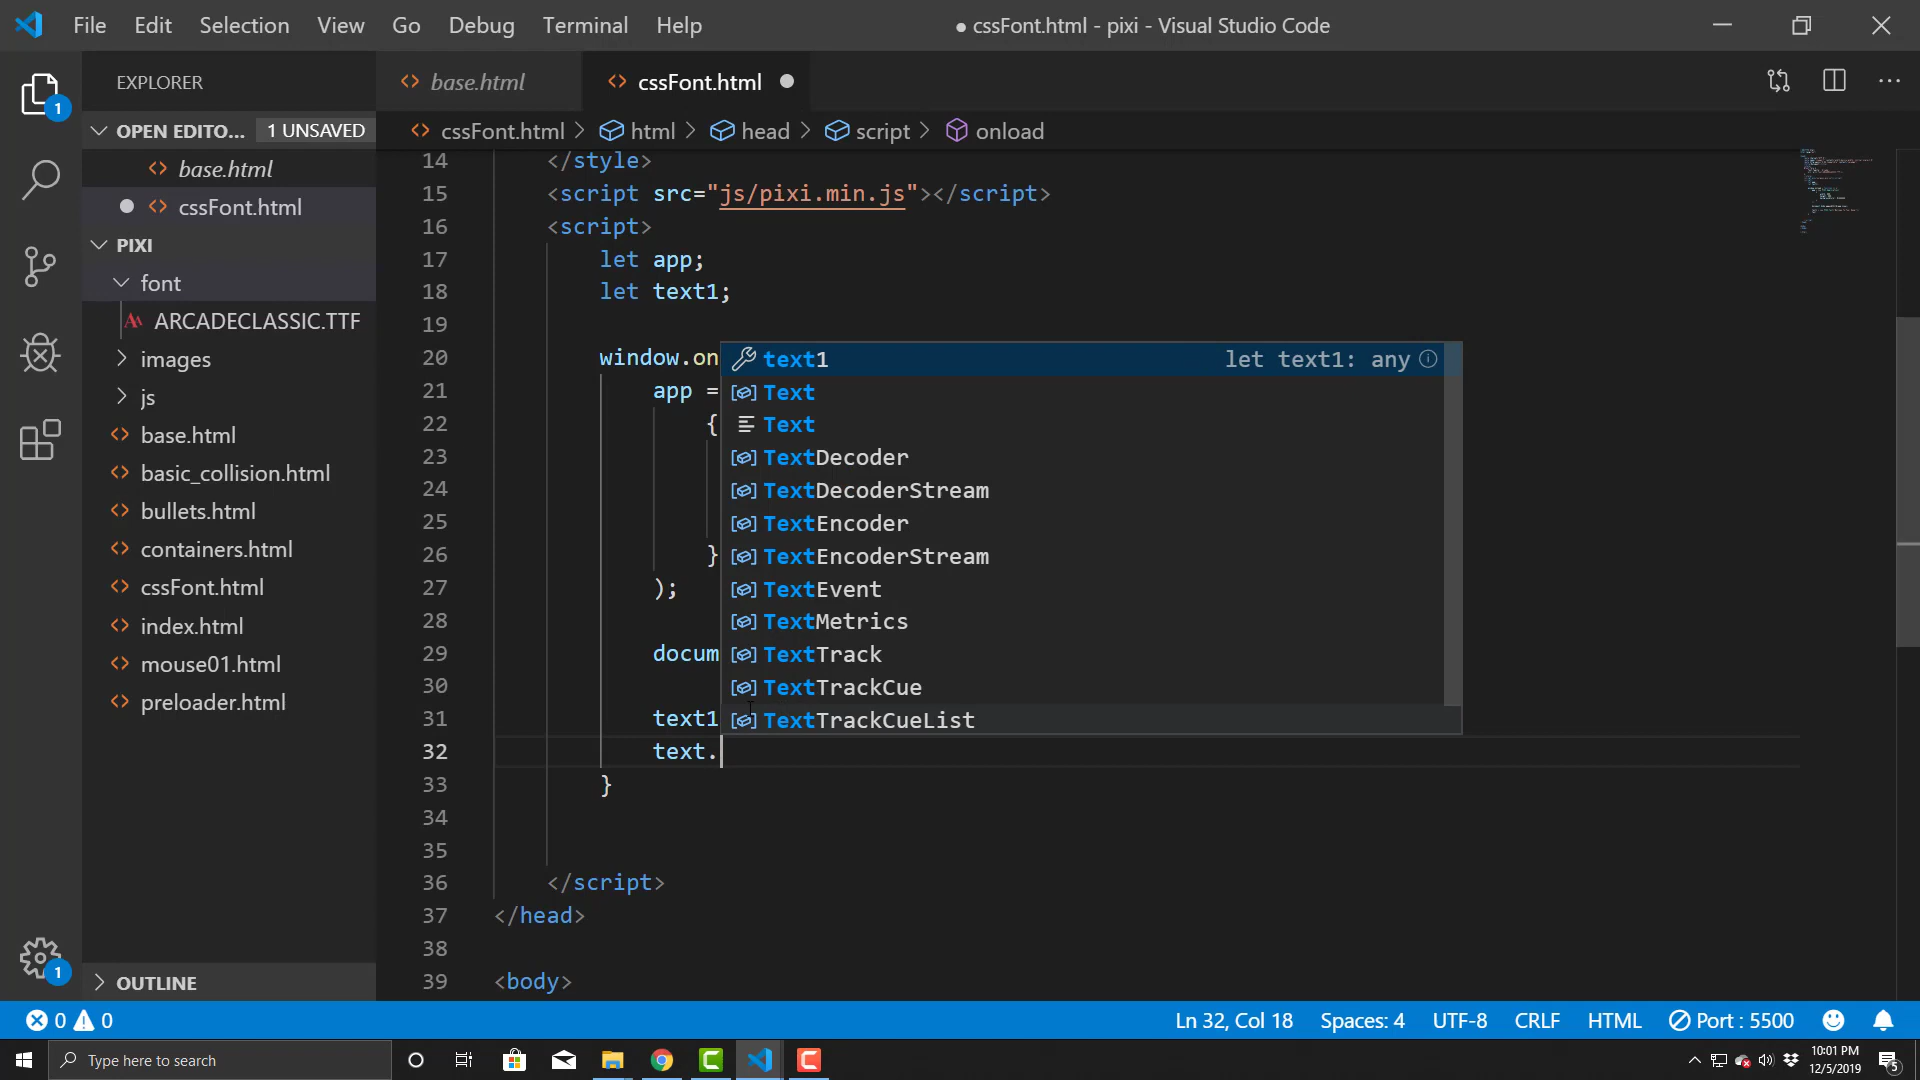 File Edit Selection View Go Debug Terminal Help
● cssFont.html - pixi - Visual Studio Code
EXPLORER
OPEN EDITO... 1 UNSAVED
base.html
cssFont.html
PIXI
font
ARCADECLASSIC.TTF
images
js
base.html
basic_collision.html
bullets.html
containers.html
cssFont.html
index.html
mouse01.html
preloader.html
OUTLINE
1
1
base.html
cssFont.html
cssFont.html > html > head > script > onload
14 </style>
15 <script src="js/pixi.min.js"></script>
16 <script>
17 let app;
18 let text1;
19
20 window.on
21 app =
22 {
23
24
25
26 }
27 );
28
29 docum
30
31 text1
32 text.
33 }
34
35
36 </script>
37 </head>
38
39 <body>
text1 let text1: any
Text
Text
TextDecoder
TextDecoderStream
TextEncoder
TextEncoderStream
TextEvent
TextMetrics
TextTrack
TextTrackCue
TextTrackCueList
0 0
Ln 32, Col 18 Spaces: 4 UTF-8 CRLF HTML Port : 5500
Type here to search
10:01 PM
12/5/2019
5